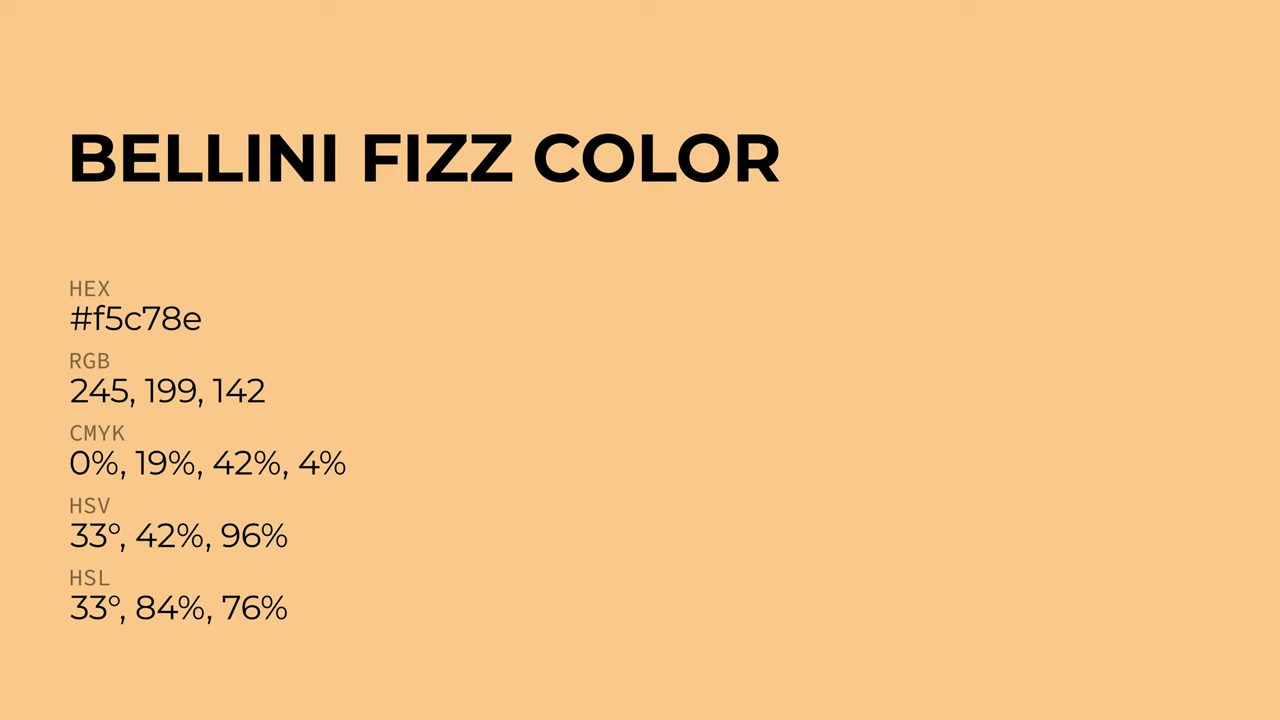 BELLINI FIZZ COLOR
HEX
#f5c78e
RGB
245, 199, 142
CMYK
0%, 19%, 42%, 4%
HSV
33°, 42%, 96%
HSL
33°, 84%, 76%